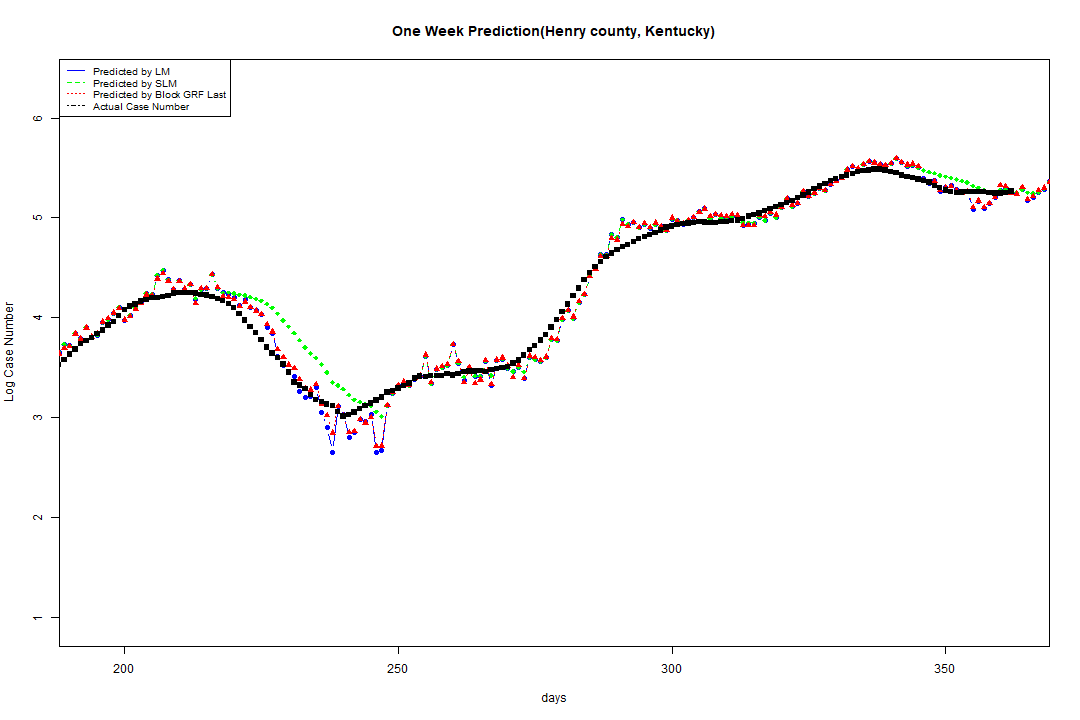 One Week Prediction(Henry county, Kentucky)
Predicted by LM
Predicted by SLM
Predicted by Block GRF Last
Actual Case Number
Log Case Number
6
5
4
3
2
1
200 250 300 350
days